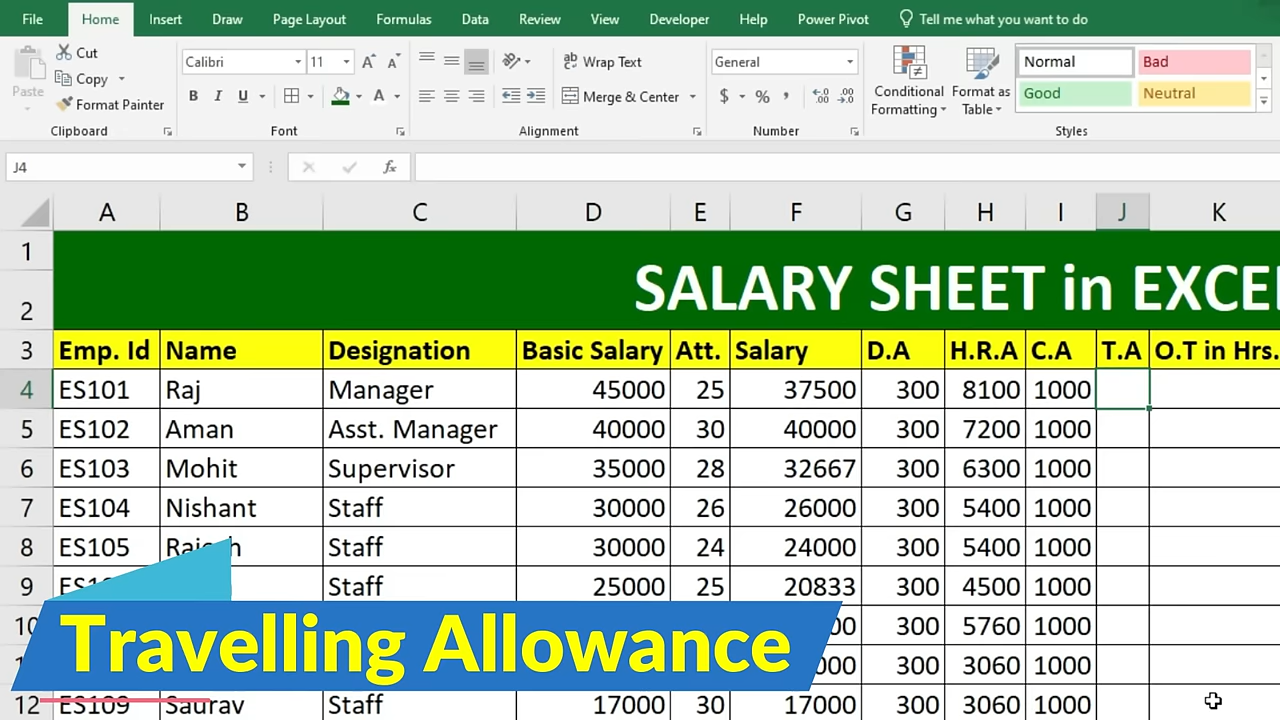 File Home Insert Draw Page Layout Formulas Data Review View Developer Help Power Pivot Tell me what you want to do
Paste
Cut
Copy
Format Painter
Clipboard
Calibri 11 A A
B I U A
Font
ab Wrap Text
Merge & Center
Alignment
General
$ % , .00
Number
Conditional Formatting
Format as Table
Normal Bad
Good Neutral
Styles
J4 fx
A B C D E F G H I J K
1
2 SALARY SHEET in EXCE
3 Emp. Id Name Designation Basic Salary Att. Salary D.A H.R.A C.A T.A O.T in Hrs.
4 ES101 Raj Manager 45000 25 37500 300 8100 1000
5 ES102 Aman Asst. Manager 40000 30 40000 300 7200 1000
6 ES103 Mohit Supervisor 35000 28 32667 300 6300 1000
7 ES104 Nishant Staff 30000 26 26000 300 5400 1000
8 ES105 Staff 30000 24 24000 300 5400 1000
9 Staff 25000 25 20833 300 4500 1000
10 300 5760 1000
300 3060 1000
12 ES109 Saurav Staff 17000 30 17000 300 3060 1000
Travelling Allowance